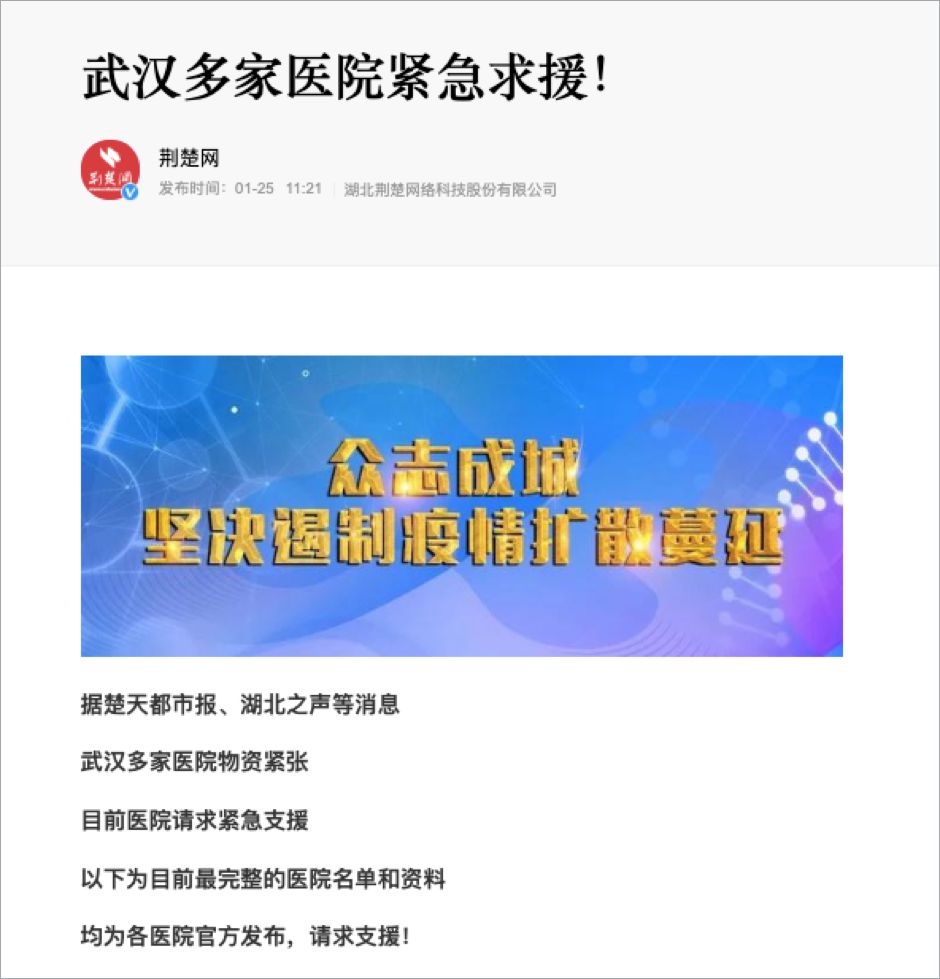 武汉多家医院紧急求援！
荆楚网
荆楚网
发布时间：01-25 11:21 湖北荆楚网络科技股份有限公司
众志成城
坚决遏制疫情扩散蔓延
据楚天都市报、湖北之声等消息
武汉多家医院物资紧张
目前医院请求紧急支援
以下为目前最完整的医院名单和资料
均为各医院官方发布，请求支援！